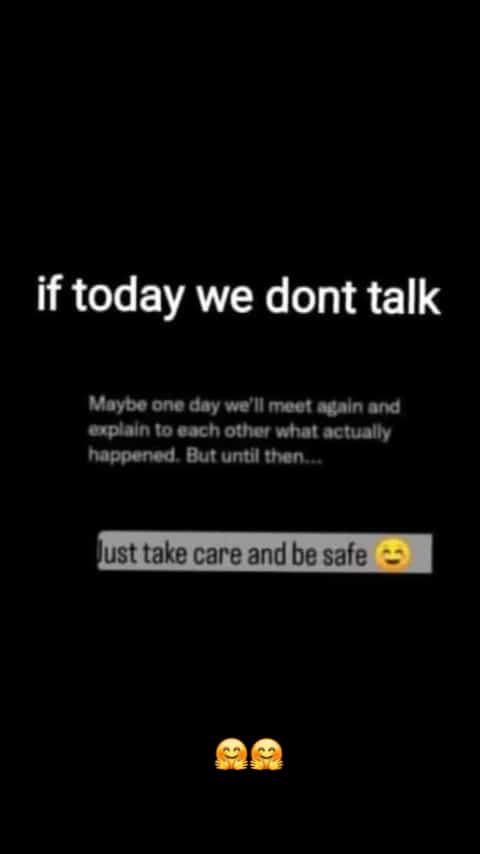 if today we dont talk
Maybe one day we'll meet again and
explain to each other what actually
happened. But until then...
Just take care and be safe 😊
🤗🤗